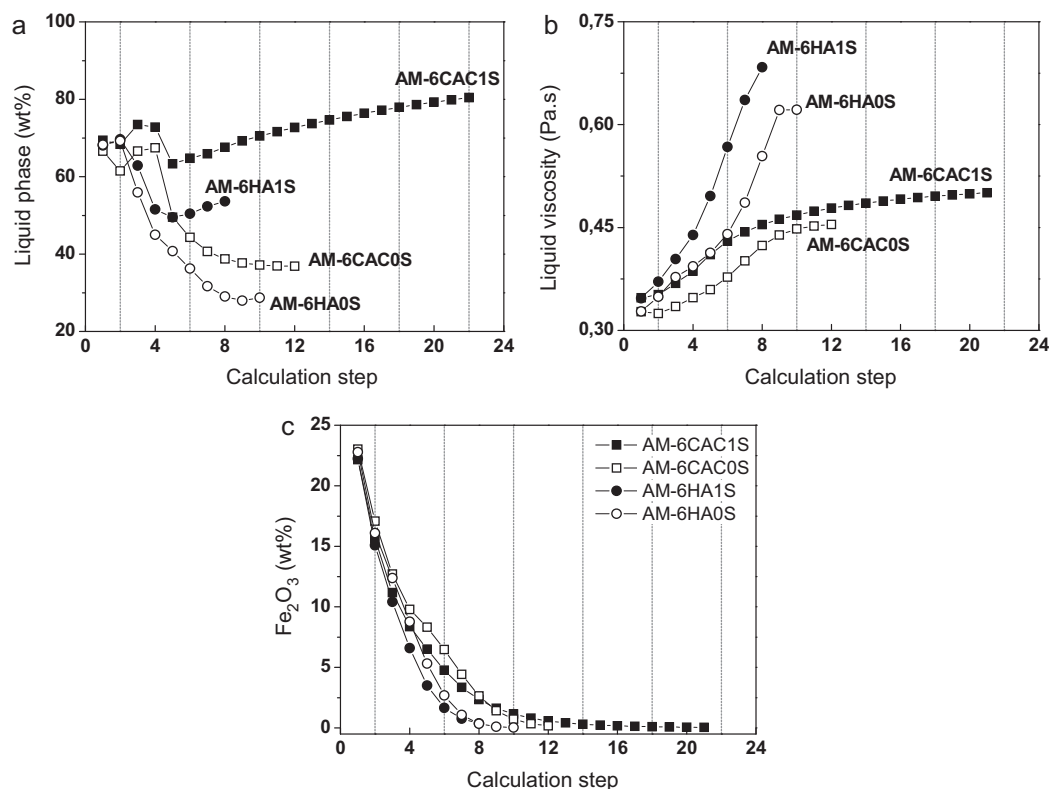 a
100
80
60
40
20
Liquid phase (wt%)
AM-6CAC1S
AM-6HA1S
AM-6CAC0S
AM-6HA0S
0 4 8 12 16 20 24
Calculation step
b
0,75
0,60
0,45
0,30
Liquid viscosity (Pa.s)
AM-6HA1S
AM-6HA0S
AM-6CAC1S
AM-6CAC0S
0 4 8 12 16 20 24
Calculation step
c
25
20
15
10
5
0
Fe₂O₃ (wt%)
AM-6CAC1S
AM-6CAC0S
AM-6HA1S
AM-6HA0S
0 4 8 12 16 20 24
Calculation step